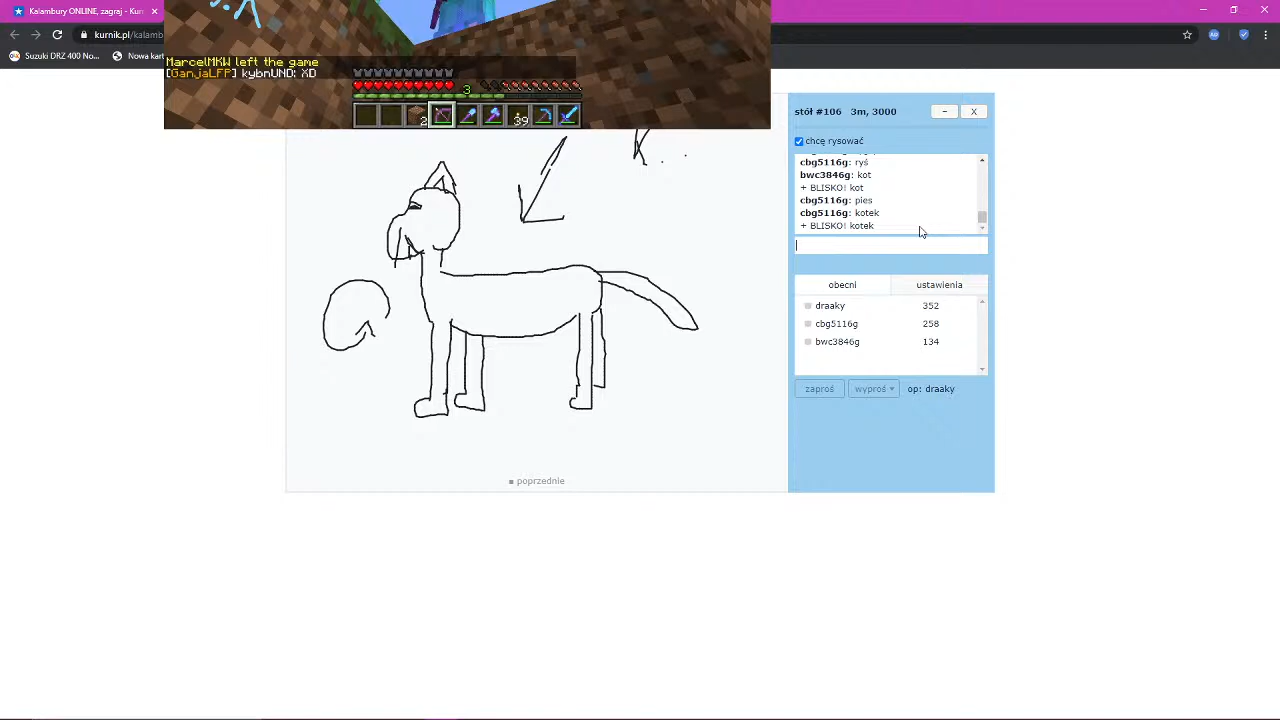 Kalambury ONLINE, zagraj - Kurn
kurnik.pl/kalamb
Suzuki DRZ 400 No...
Nowa kart
MarcelMKW left the game
[GanjaLFP] kybnUND: XD
3
2
39
K . .
stół #106 3m, 3000
– X
chcę rysować
cbg5116g: ryś
bwc3846g: kot
+ BLISKO! kot
cbg5116g: pies
cbg5116g: kotek
+ BLISKO! kotek
obecni ustawienia
draaky 352
cbg5116g 258
bwc3846g 134
zaproś wyproś op: draaky
poprzednie